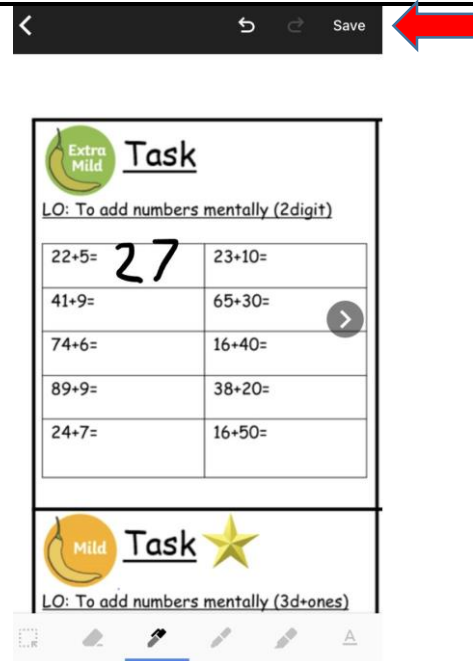 Save
Extra
Mild
Task
LO: To add numbers mentally (2digit)
22+5= 27 23+10=
41+9= 65+30=
74+6= 16+40=
89+9= 38+20=
24+7= 16+50=
Mild
Task
LO: To add numbers mentally (3d+ones)
A